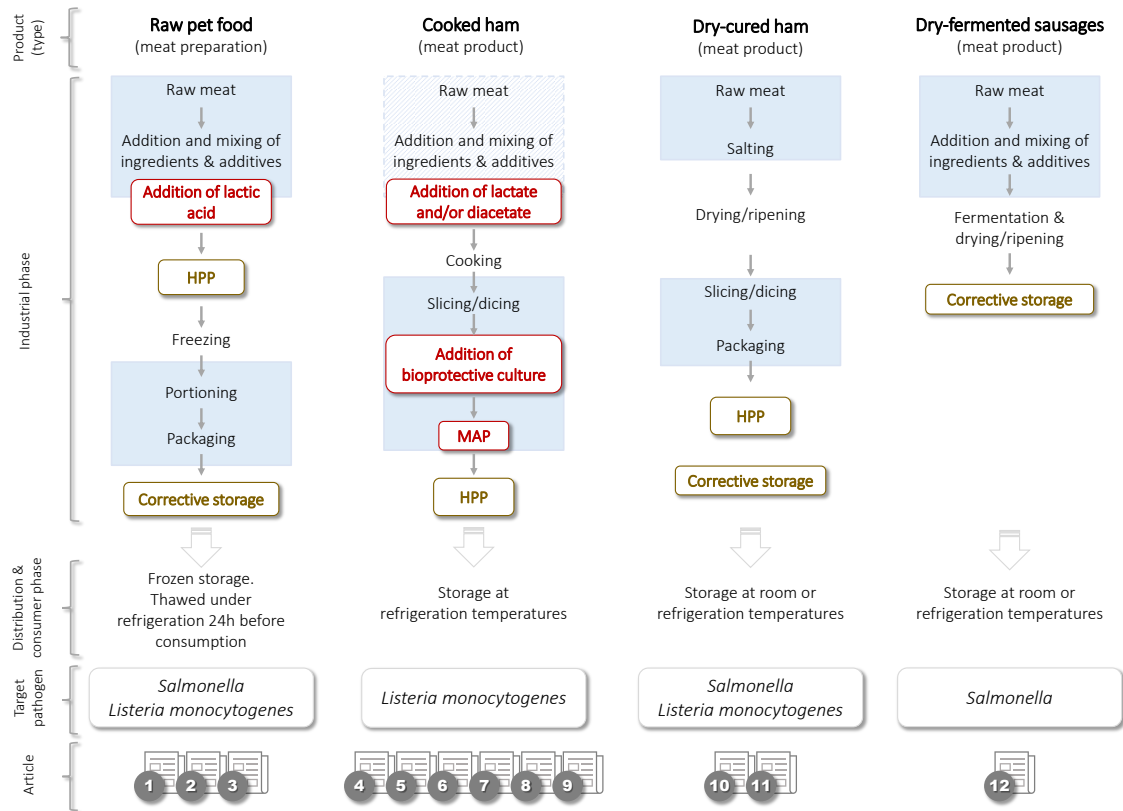 Product
(type)
Raw pet food
(meat preparation)
Cooked ham
(meat product)
Dry-cured ham
(meat product)
Dry-fermented sausages
(meat product)
Industrial phase
Raw meat
Addition and mixing of
ingredients & additives
Addition of lactic
acid
HPP
Freezing
Portioning
Packaging
Corrective storage
Raw meat
Addition and mixing of
ingredients & additives
Addition of lactate
and/or diacetate
Cooking
Slicing/dicing
Addition of
bioprotective culture
MAP
HPP
Raw meat
Salting
Drying/ripening
Slicing/dicing
Packaging
HPP
Corrective storage
Raw meat
Addition and mixing of
ingredients & additives
Fermentation &
drying/ripening
Corrective storage
Distribution &
consumer phase
Frozen storage.
Thawed under
refrigeration 24h before
consumption
Storage at
refrigeration temperatures
Storage at room or
refrigeration temperatures
Storage at room or
refrigeration temperatures
Target
pathogen
Salmonella
Listeria monocytogenes
Listeria monocytogenes
Salmonella
Listeria monocytogenes
Salmonella
Article
1 2 3 4 5 6 7 8 9 10 11 12